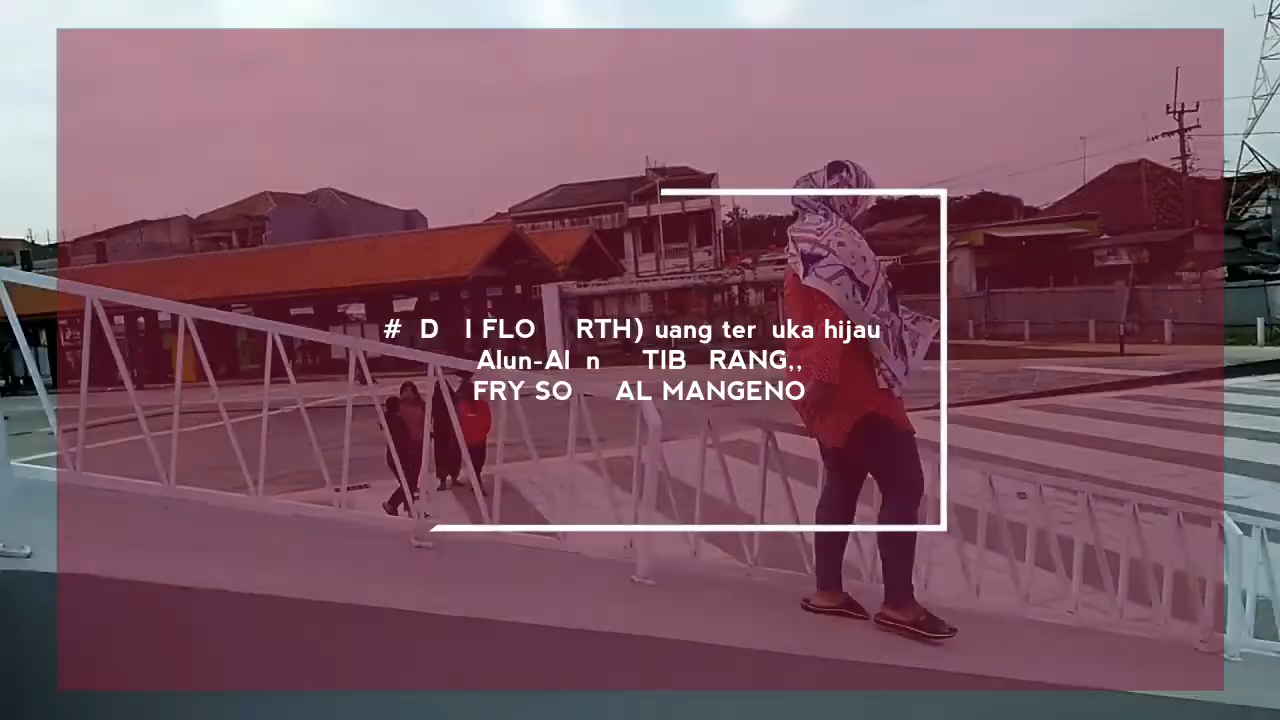 # D I FLO RTH) uang ter uka hijau
Alun-Al n TIB RANG,,
FRY SO AL MANGENO